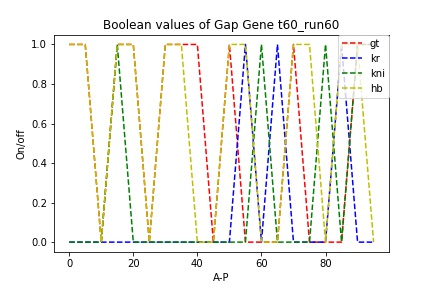 Boolean values of Gap Gene t60_run60
gt
kr
kni
hb
1.0
0.8
0.6
0.4
0.2
0.0
On/off
0 20 40 60 80
A-P